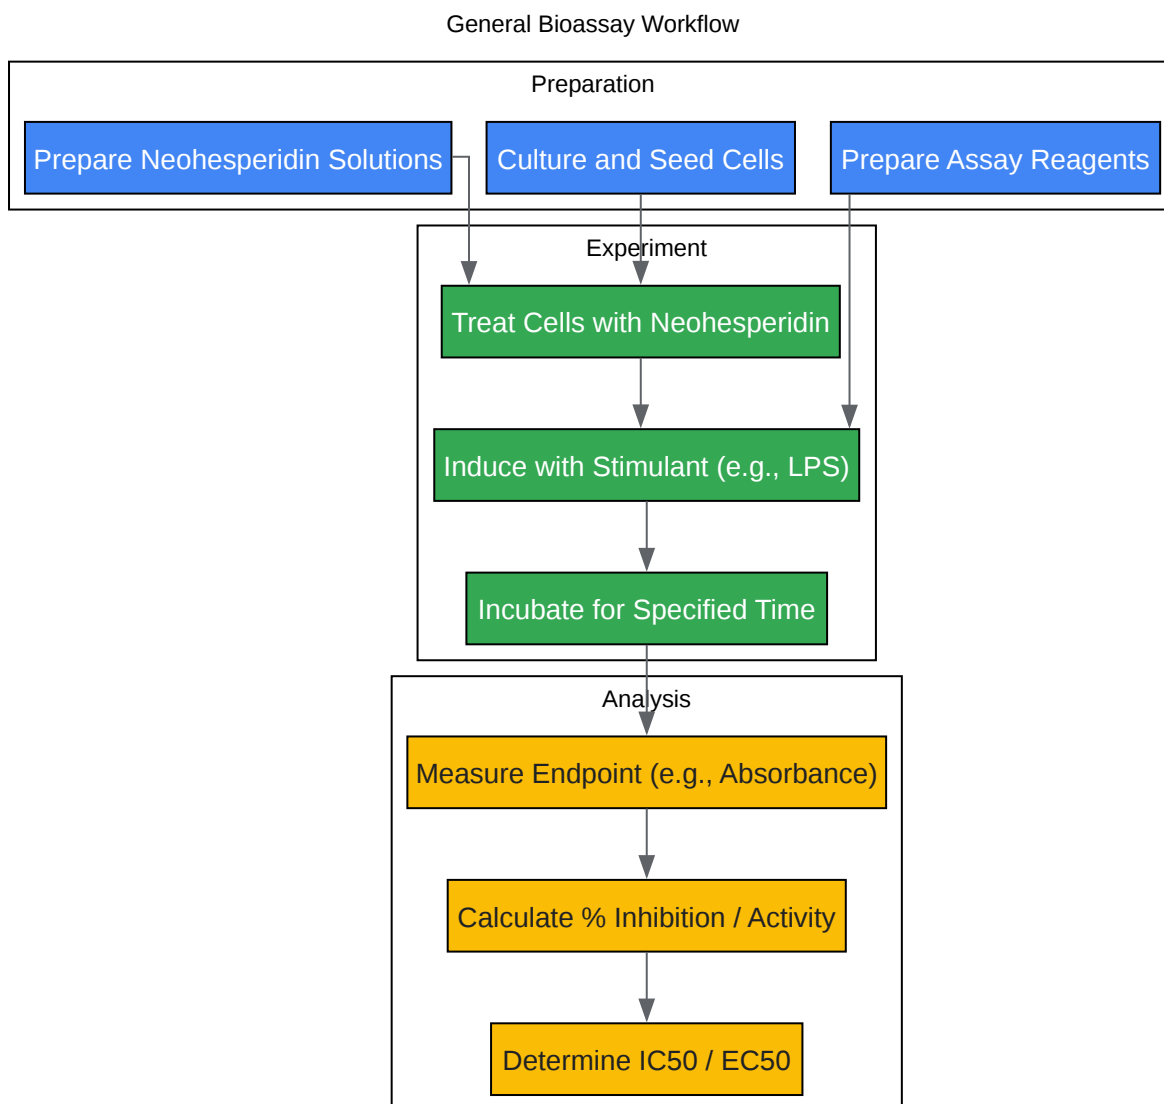 General Bioassay Workflow
Preparation
Prepare Neohesperidin Solutions
Culture and Seed Cells
Prepare Assay Reagents
Experiment
Treat Cells with Neohesperidin
Induce with Stimulant (e.g., LPS)
Incubate for Specified Time
Analysis
Measure Endpoint (e.g., Absorbance)
Calculate % Inhibition / Activity
Determine IC50 / EC50